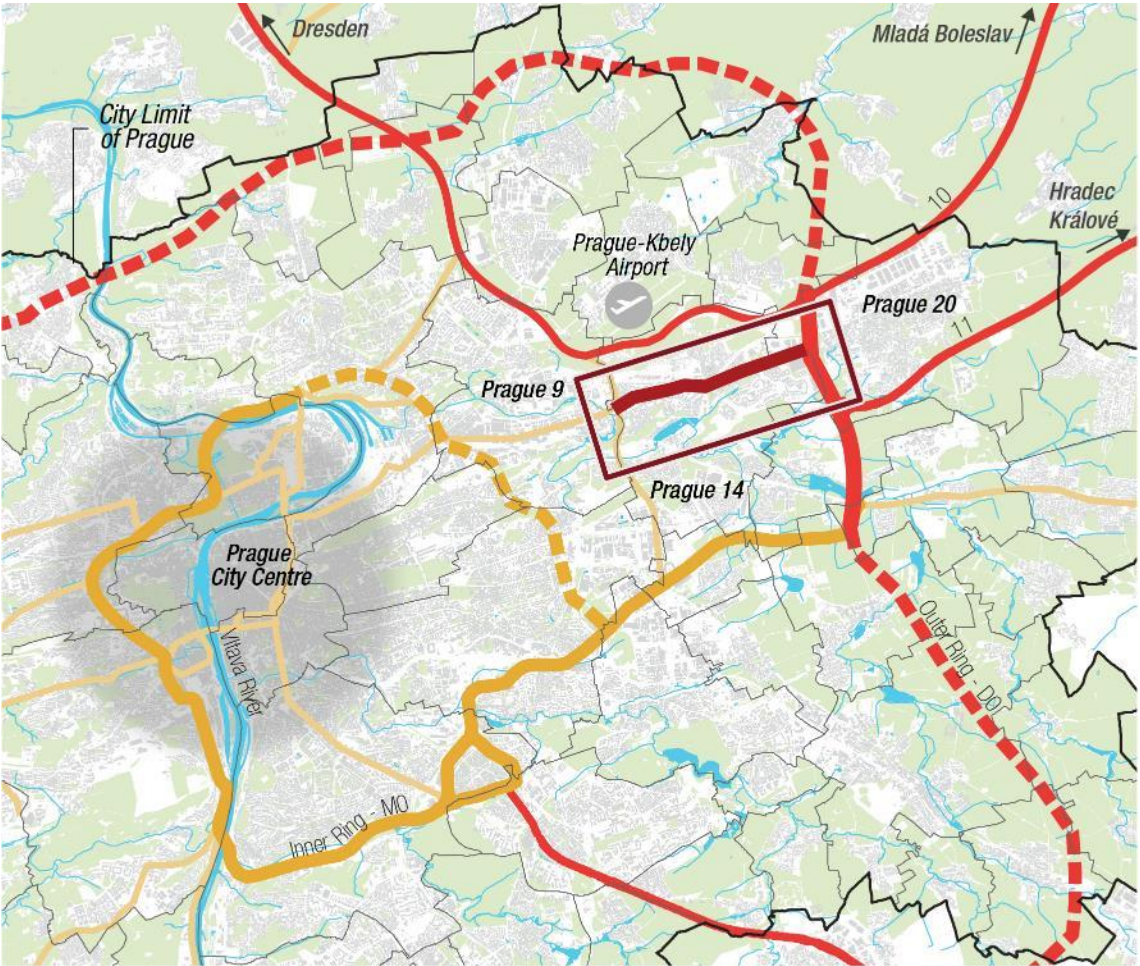 Dresden
Mladá Boleslav
City Limit
of Prague
10
Hradec
Králové
Prague-Kbely
Airport
Prague 20
11
Prague 9
Prague 14
Prague
City Centre
Vltava River
Outer Ring - D0
Inner Ring - M0